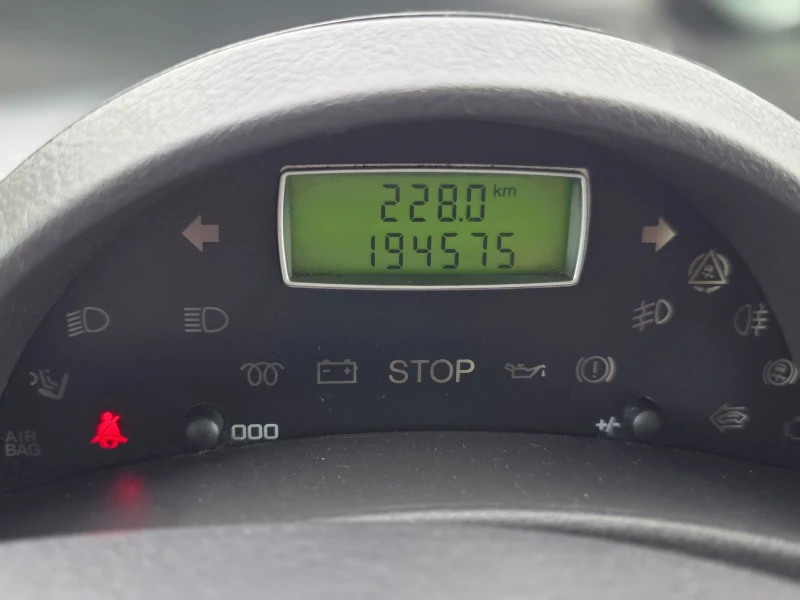 228.0 km
194575
STOP
AIR
BAG
000
+/-